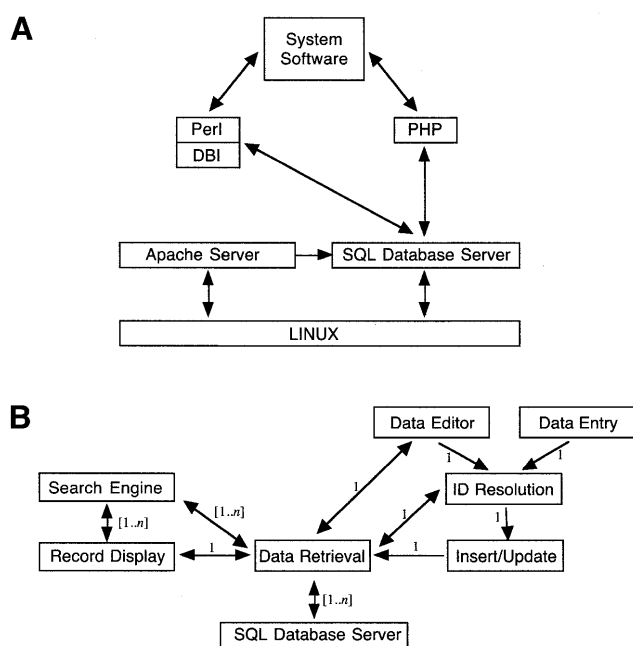 A
System
Software
Perl
DBI
PHP
Apache Server
SQL Database Server
LINUX
B
Data Editor
Data Entry
1
1
Search Engine
[1..n]
1
1
ID Resolution
[1..n]
1
Record Display
1
Data Retrieval
1
Insert/Update
[1..n]
SQL Database Server